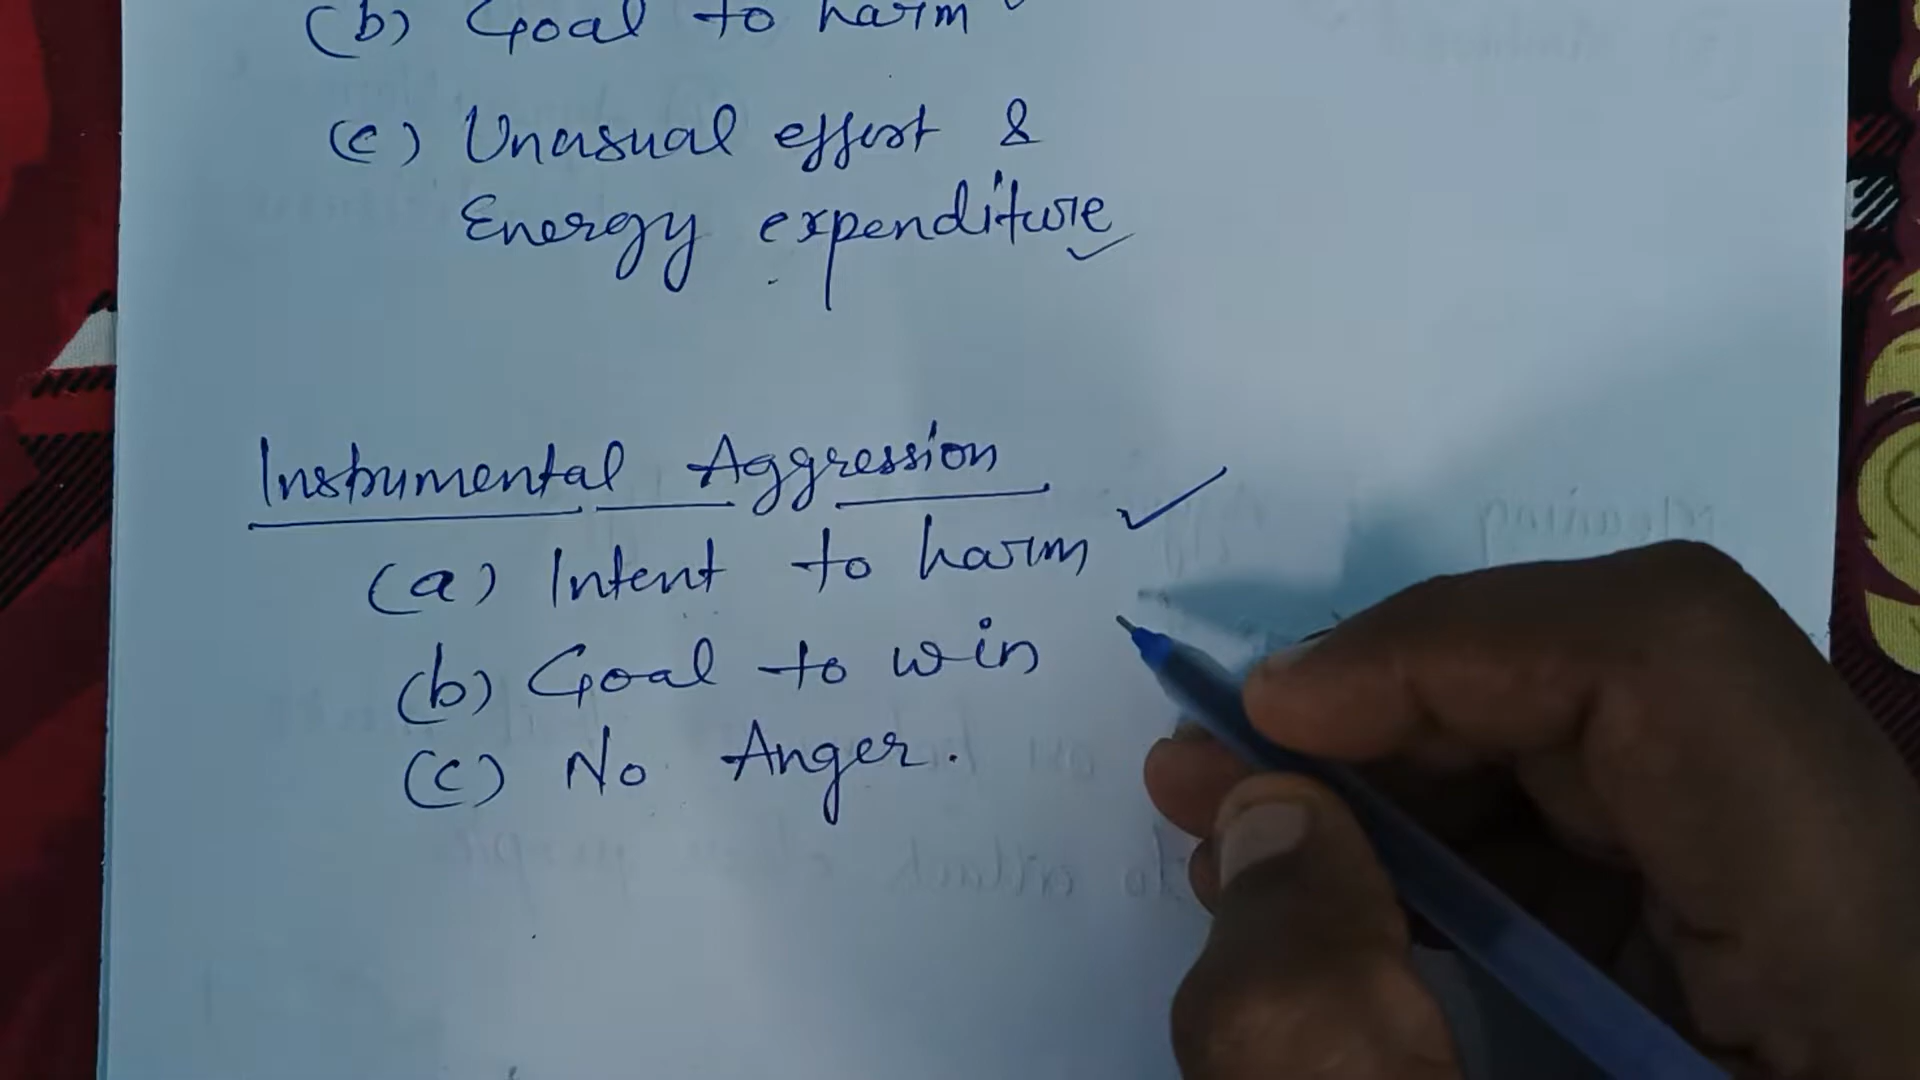 (b) Goal to harm
(c) Unusual effort &
Energy expenditure
Instrumental Aggression
(a) Intent to harm
(b) Goal to win
(c) No Anger.